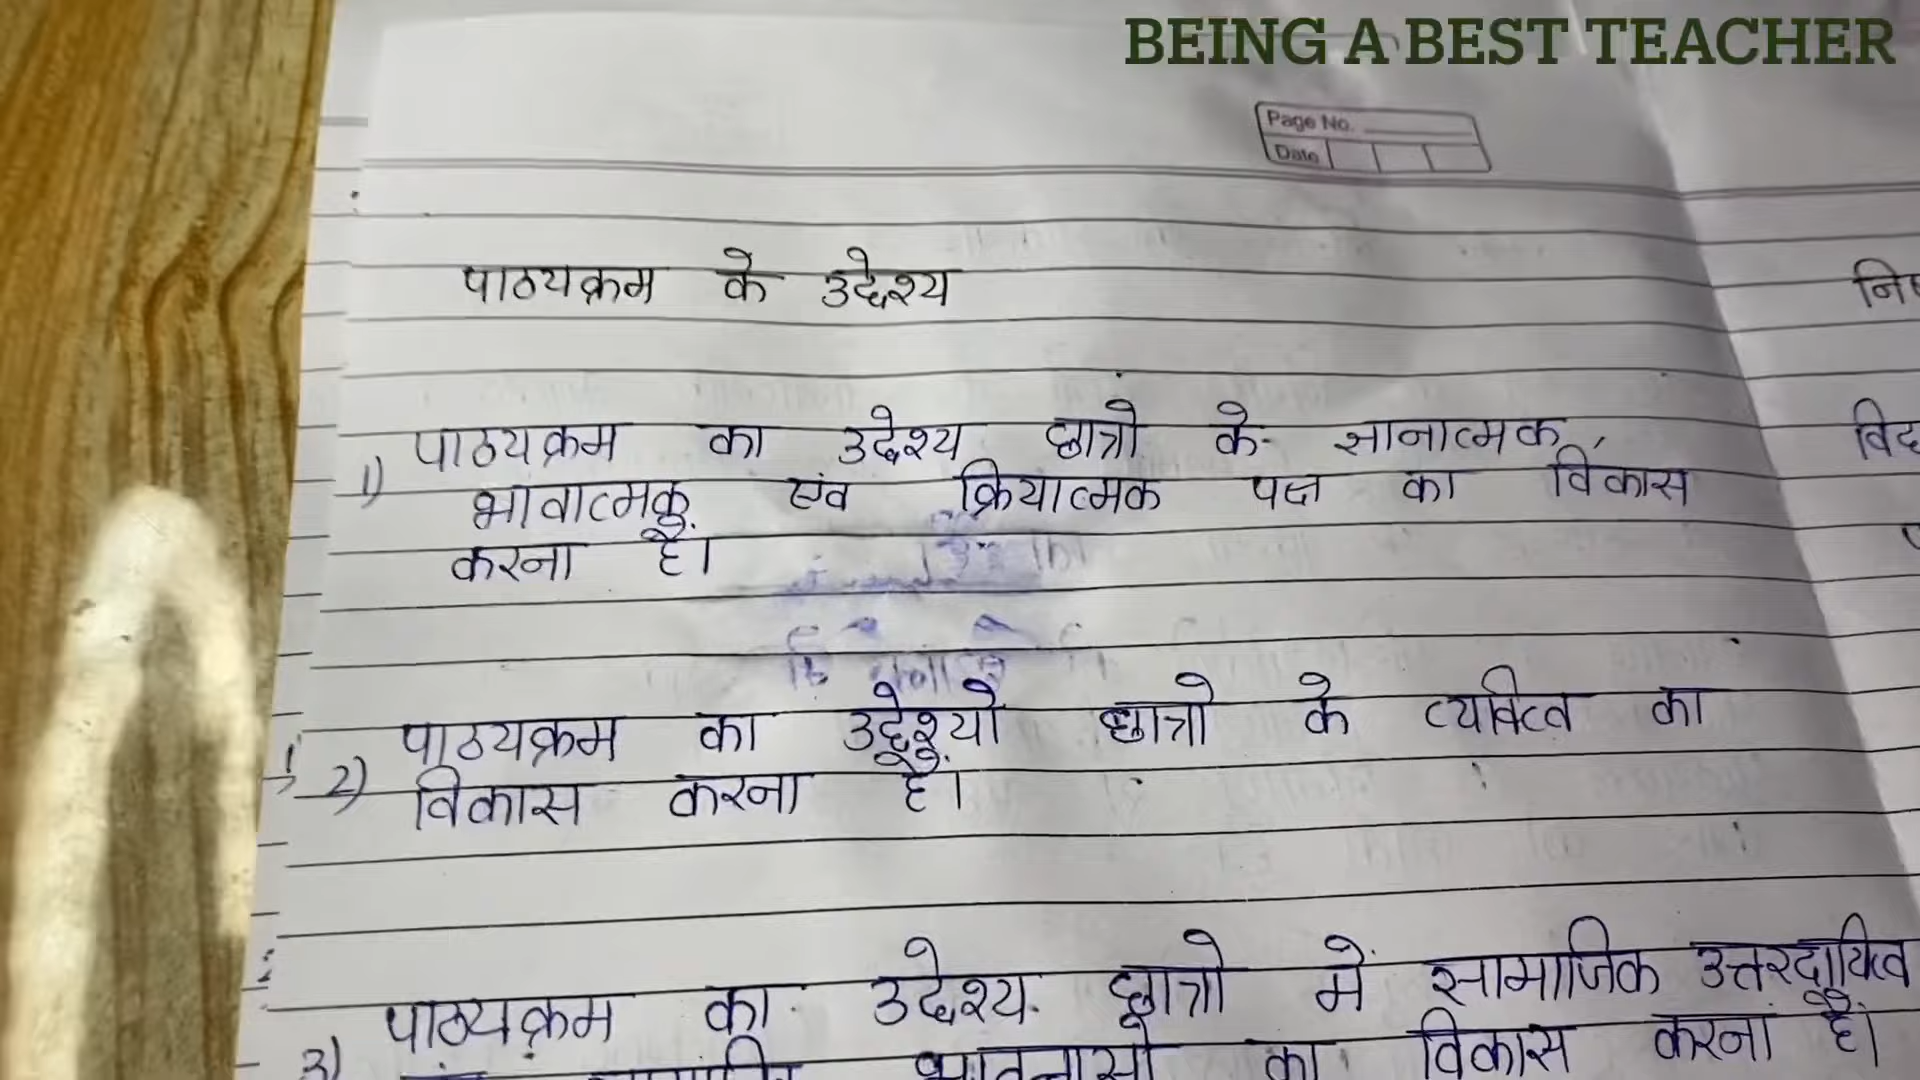 BEING A BEST TEACHER
Page No.
Date
पाठ्यक्रम के उद्देश्य
1) पाठ्यक्रम का उद्देश्य छात्रो के ज्ञानात्मक,
भावात्मक एंव क्रियात्मक पक्ष का विकास
करना है।
2) पाठ्यक्रम का उद्देश्यो छात्रो के व्यक्तित्व का
विकास करना है।
3) पाठ्यक्रम का उद्देश्य छात्रो में सामाजिक उत्तरदायित्व
का विकास करना है।